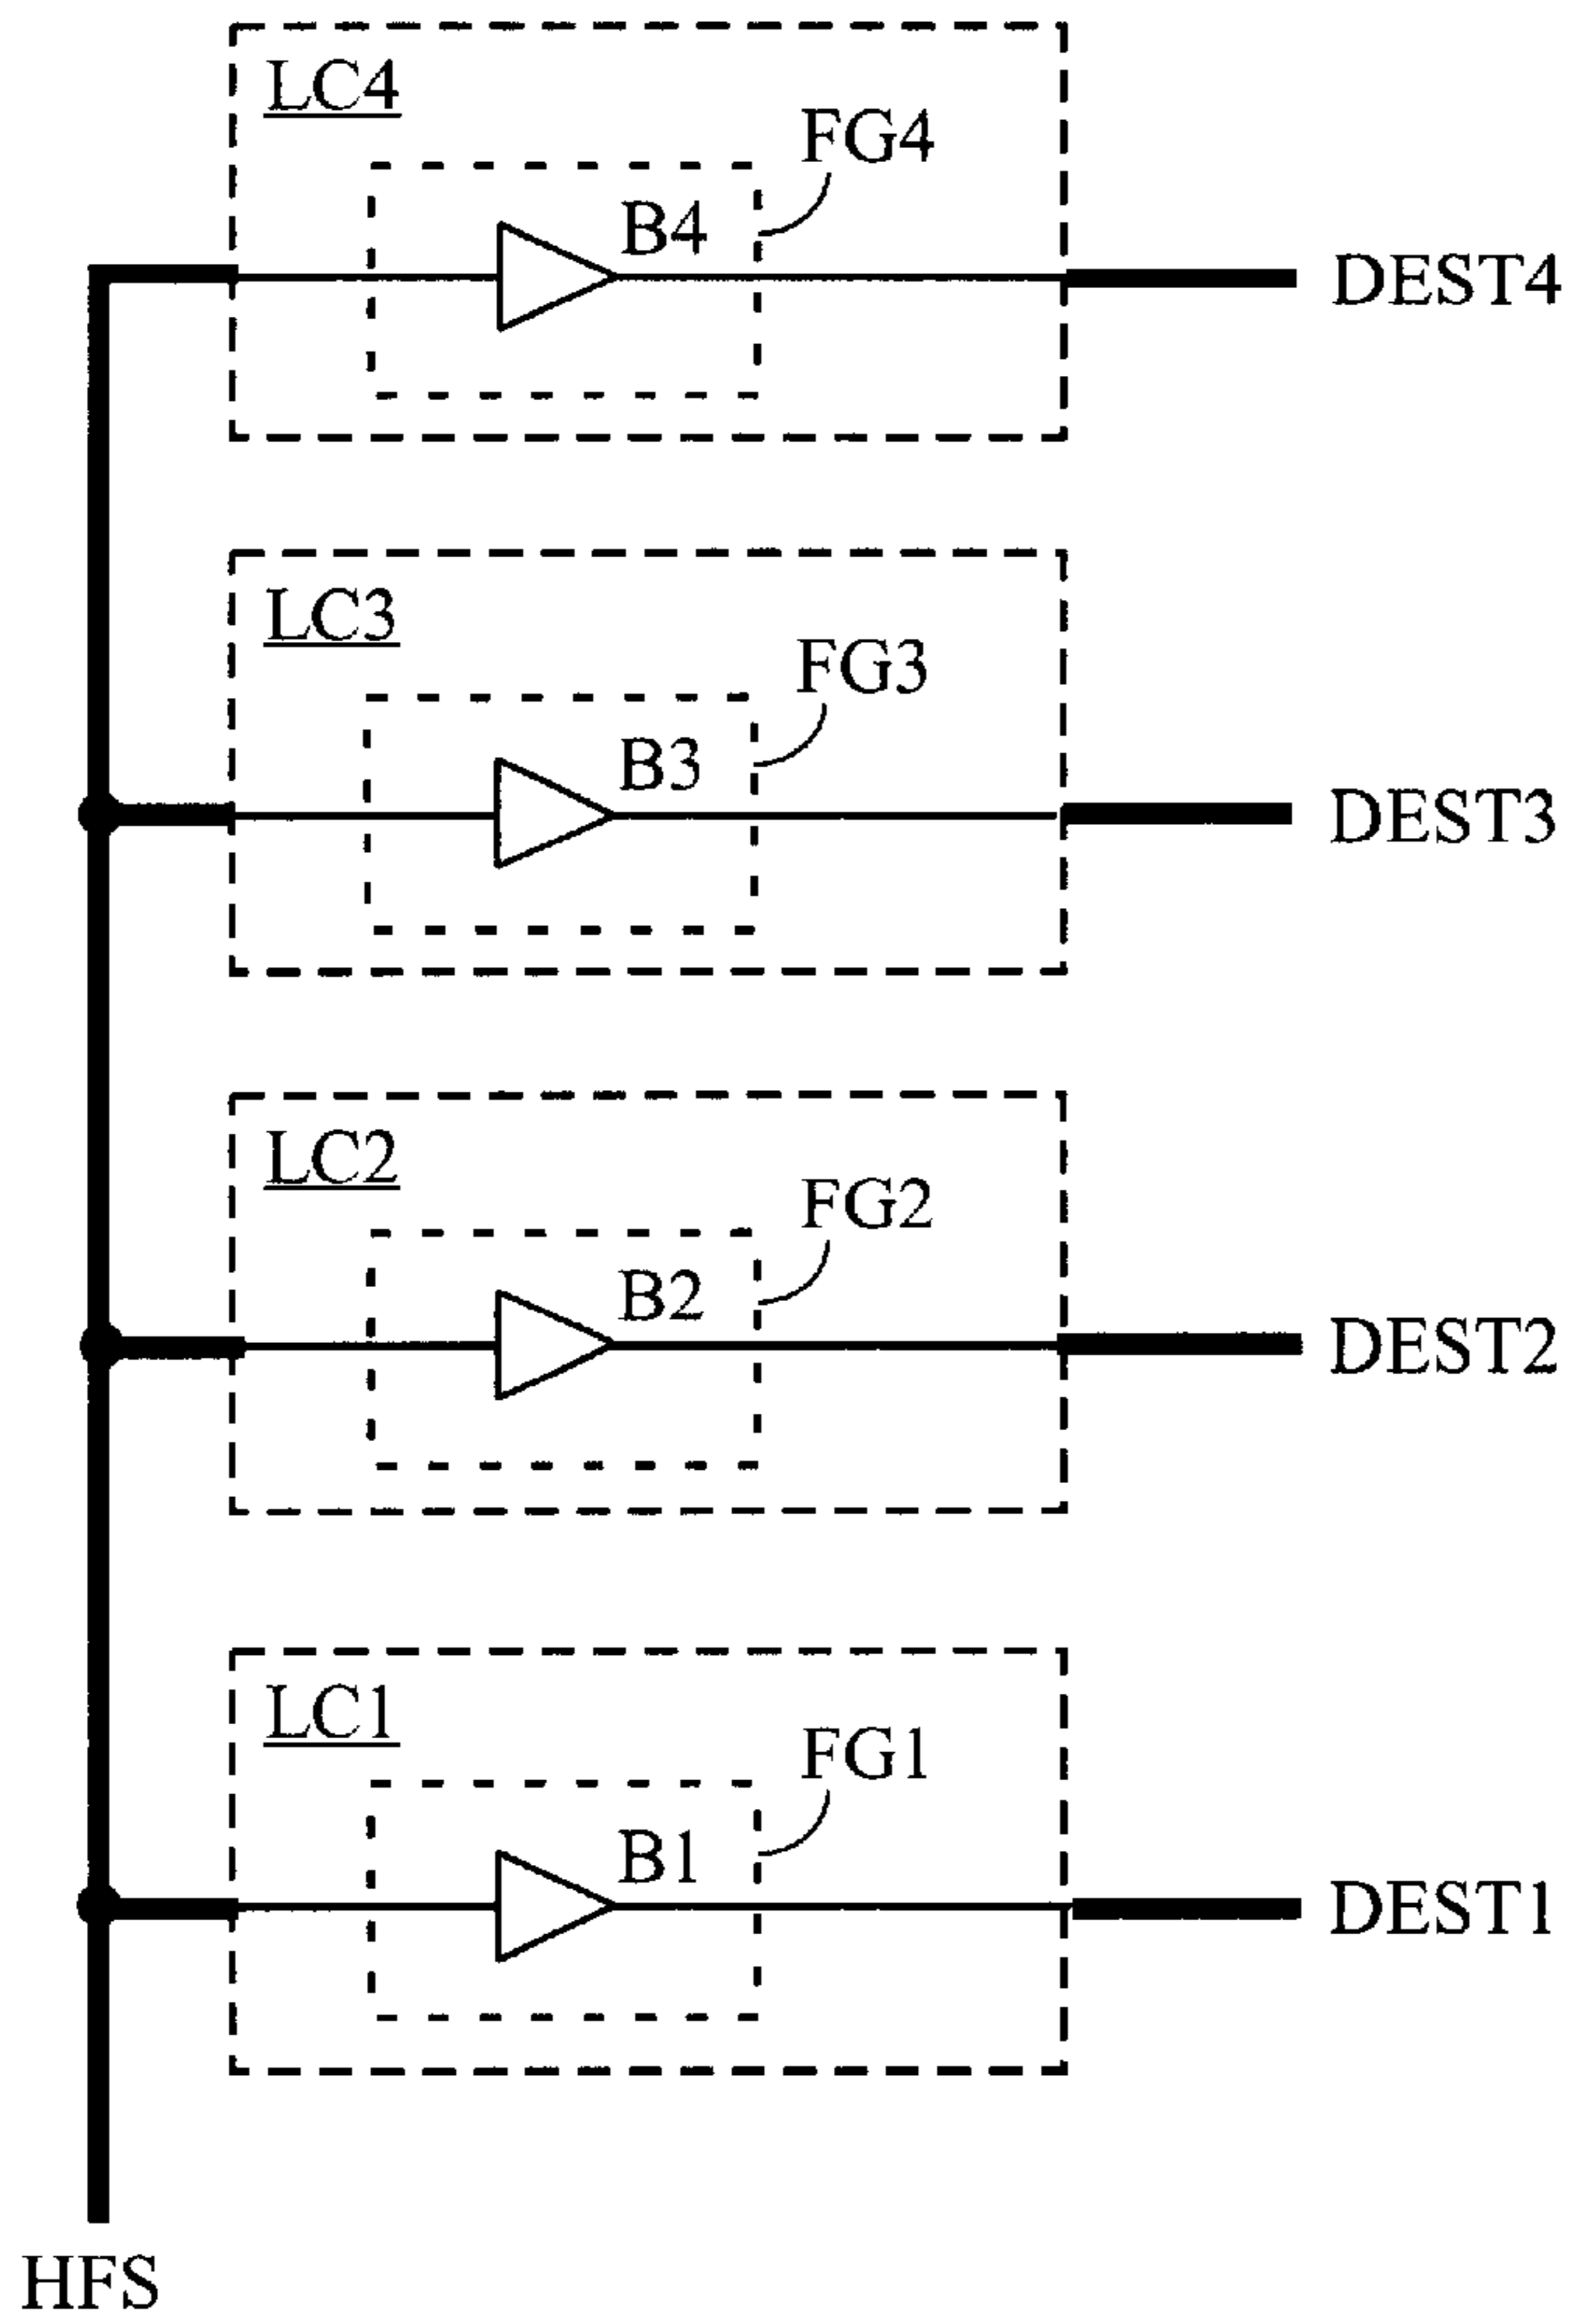 LC4
FG4
B4
DEST4
LC3
FG3
B3
DEST3
LC2
FG2
B2
DEST2
LC1
FG1
B1
DEST1
HFS